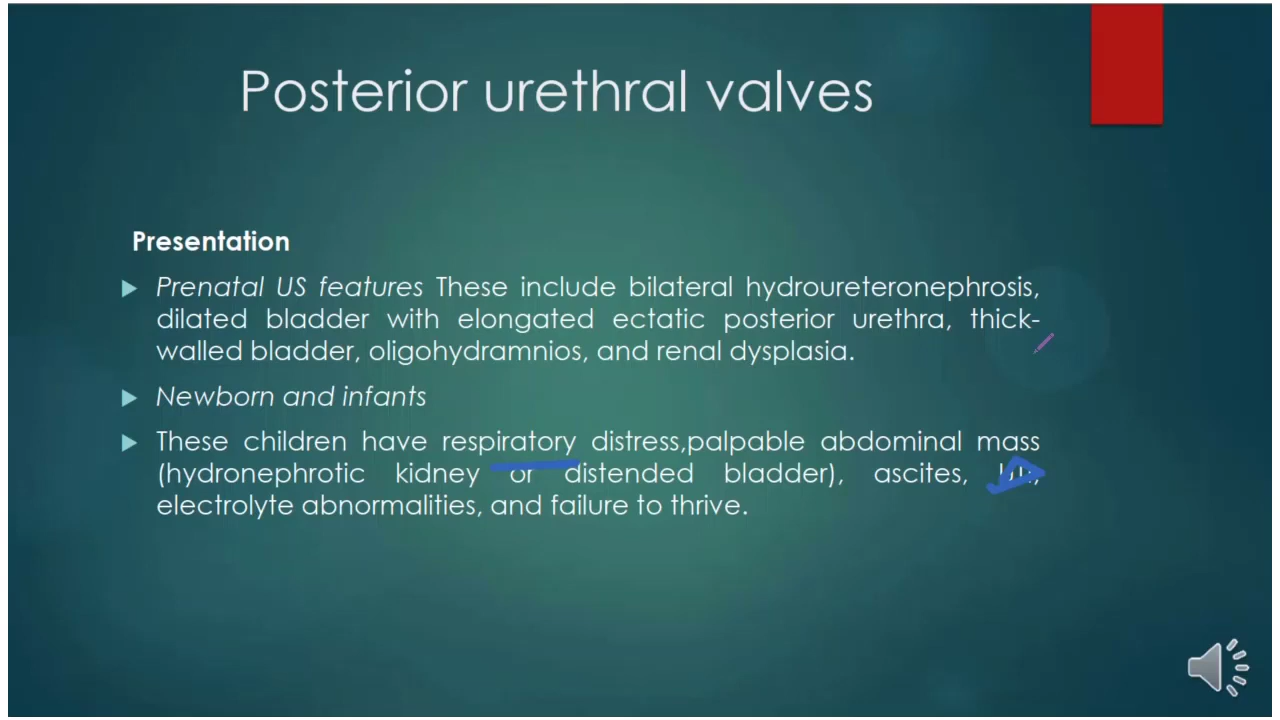 Posterior urethral valves
Presentation
Prenatal US features These include bilateral hydroureteronephrosis,
dilated bladder with elongated ectatic posterior urethra, thick-
walled bladder, oligohydramnios, and renal dysplasia.
Newborn and infants
These children have respiratory distress,palpable abdominal mass
(hydronephrotic kidney or distended bladder), ascites,
electrolyte abnormalities, and failure to thrive.